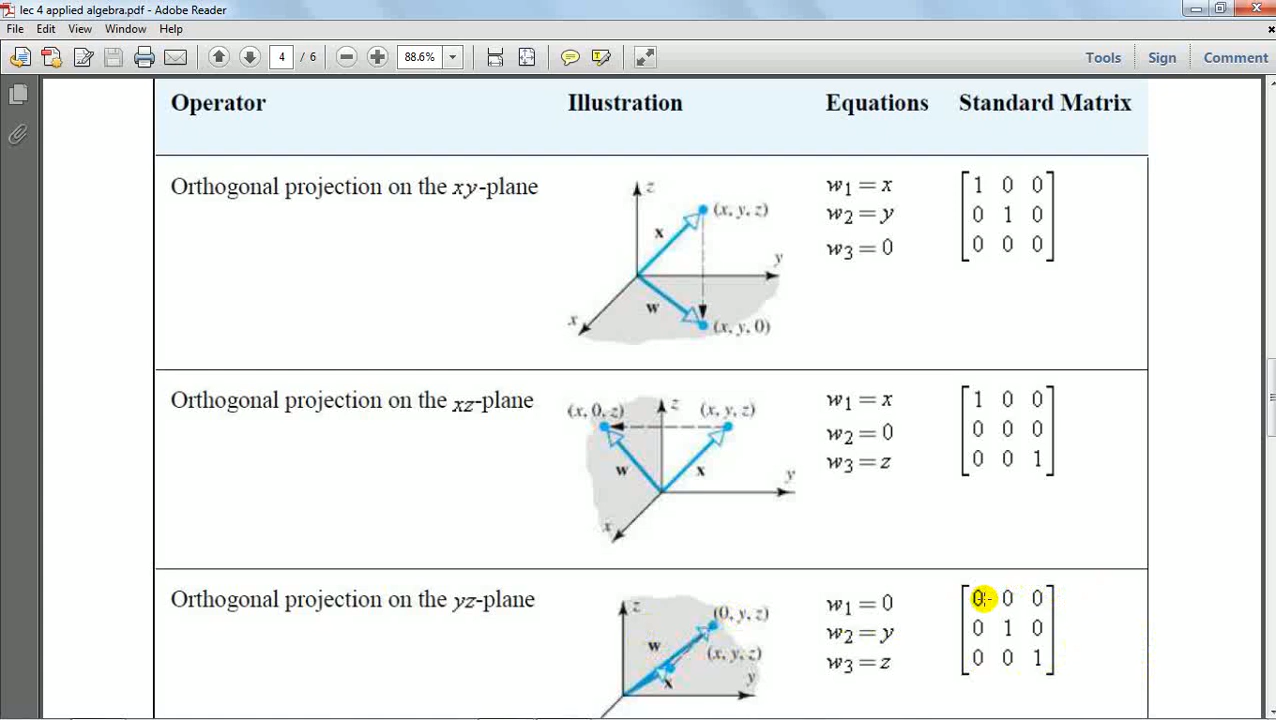 lec 4 applied algebra.pdf - Adobe Reader
File Edit View Window Help
4 / 6 88.6% Tools Sign Comment
Operator Illustration Equations Standard Matrix
Orthogonal projection on the xy-plane
z
(x, y, z)
x
y
w
x
(x, y, 0)
w1 = x
w2 = y
w3 = 0
1 0 0
0 1 0
0 0 0
Orthogonal projection on the xz-plane
(x, 0, z) z (x, y, z)
w x
y
x
w1 = x
w2 = 0
w3 = z
1 0 0
0 0 0
0 0 1
Orthogonal projection on the yz-plane
z
(0, y, z)
w
(x, y, z)
x y
w1 = 0
w2 = y
w3 = z
0 0 0
0 1 0
0 0 1